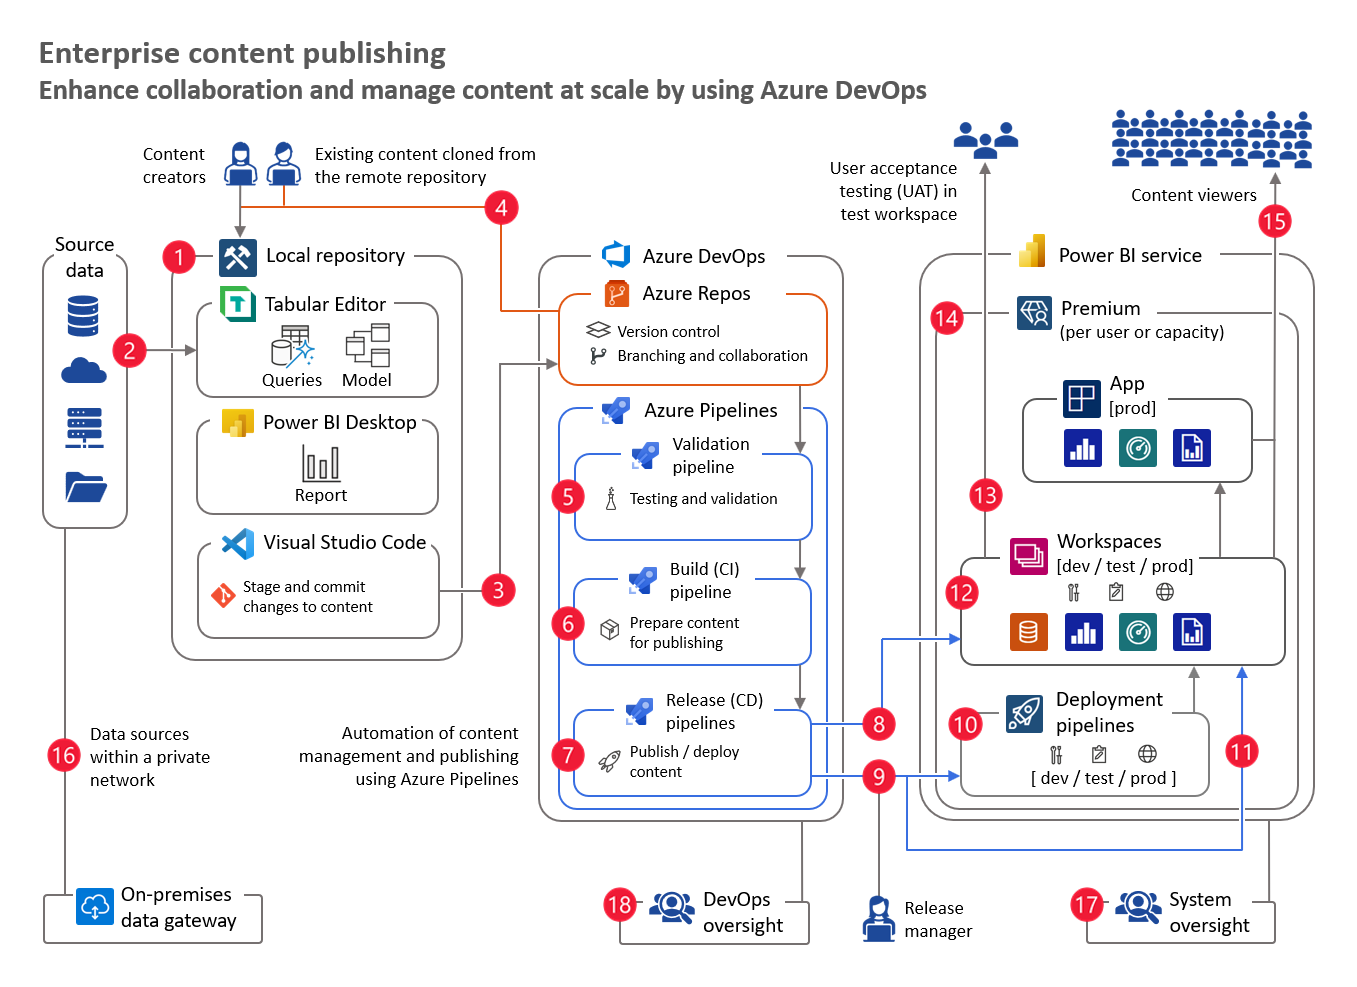 Enterprise content publishing
Enhance collaboration and manage content at scale by using Azure DevOps
Content
creators
Existing content cloned from
the remote repository
4
User acceptance
testing (UAT) in
test workspace
Content viewers
15
Source
data
1
Local repository
Tabular Editor
Queries
Model
2
Power BI Desktop
Report
Visual Studio Code
Stage and commit
changes to content
3
Azure DevOps
Azure Repos
Version control
Branching and collaboration
Azure Pipelines
Validation
pipeline
5
Testing and validation
Build (CI)
pipeline
6
Prepare content
for publishing
Release (CD)
pipelines
7
Publish / deploy
content
8
9
Automation of content
management and publishing
using Azure Pipelines
Power BI service
14
Premium
(per user or capacity)
App
[prod]
13
Workspaces
[dev / test / prod]
12
Deployment
pipelines
10
[ dev / test / prod ]
11
16
Data sources
within a private
network
On-premises
data gateway
18
DevOps
oversight
Release
manager
17
System
oversight